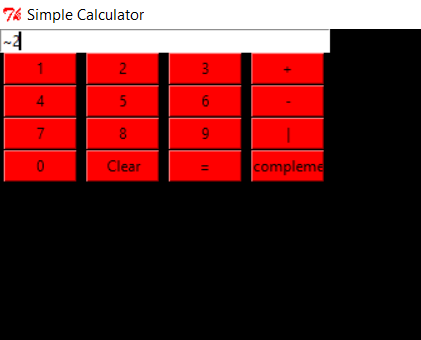 Simple Calculator
~2
1 2 3 +
4 5 6 -
7 8 9 |
0 Clear = compleme